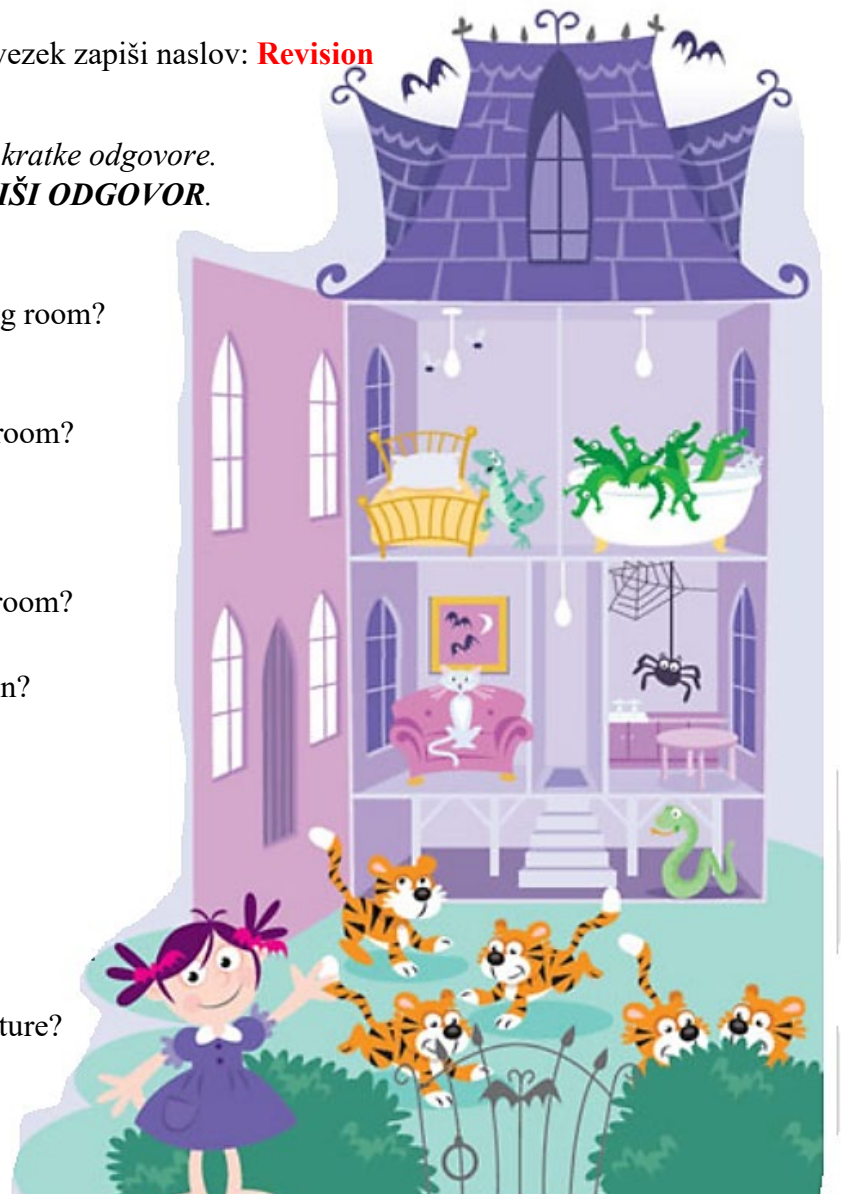 vezek zapiši naslov: Revision
kratke odgovore.
IŠI ODGOVOR.
g room?
room?
room?
n?
ture?